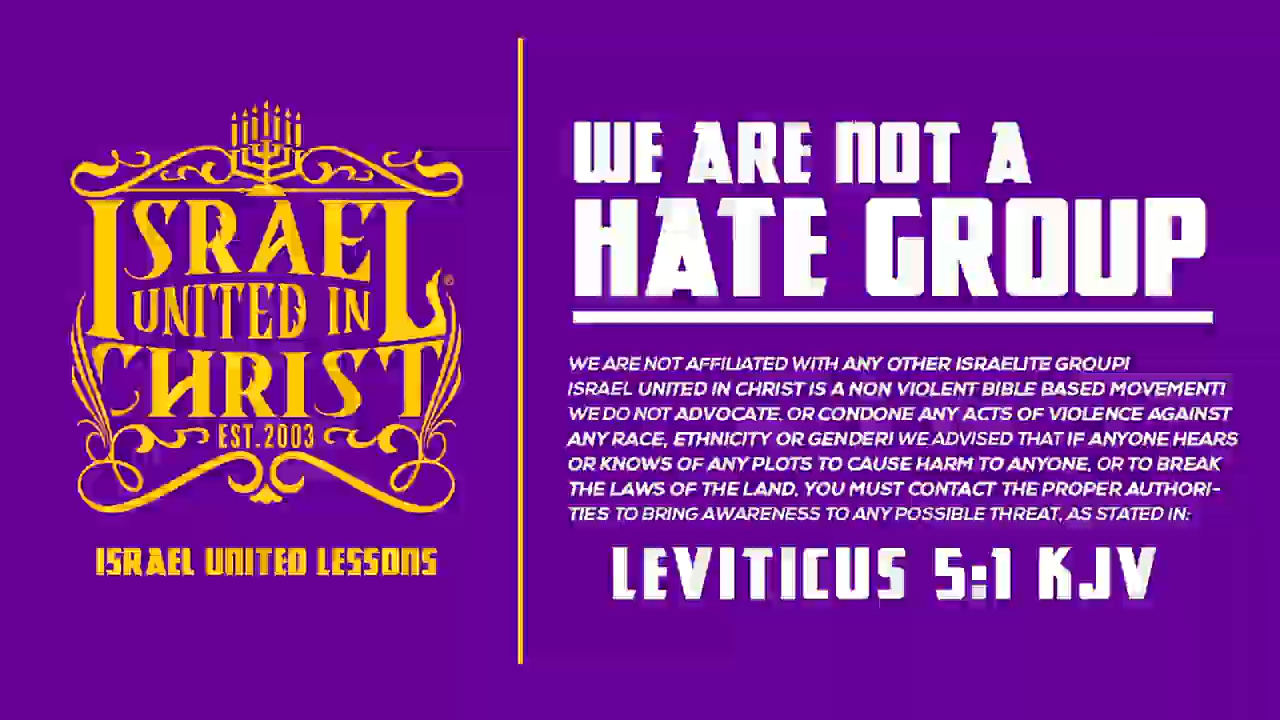 ISRAEL
UNITED IN
CHRIST
EST. 2003
ISRAEL UNITED LESSONS
WE ARE NOT A
HATE GROUP
WE ARE NOT AFFILIATED WITH ANY OTHER ISRAELITE GROUP!
ISRAEL UNITED IN CHRIST IS A NON VIOLENT BIBLE BASED MOVEMENT!
WE DO NOT ADVOCATE, OR CONDONE ANY ACTS OF VIOLENCE AGAINST
ANY RACE, ETHNICITY OR GENDER! WE ADVISED THAT IF ANYONE HEARS
OR KNOWS OF ANY PLOTS TO CAUSE HARM TO ANYONE, OR TO BREAK
THE LAWS OF THE LAND, YOU MUST CONTACT THE PROPER AUTHORI-
TIES TO BRING AWARENESS TO ANY POSSIBLE THREAT, AS STATED IN:
LEVITICUS 5:1 KJV